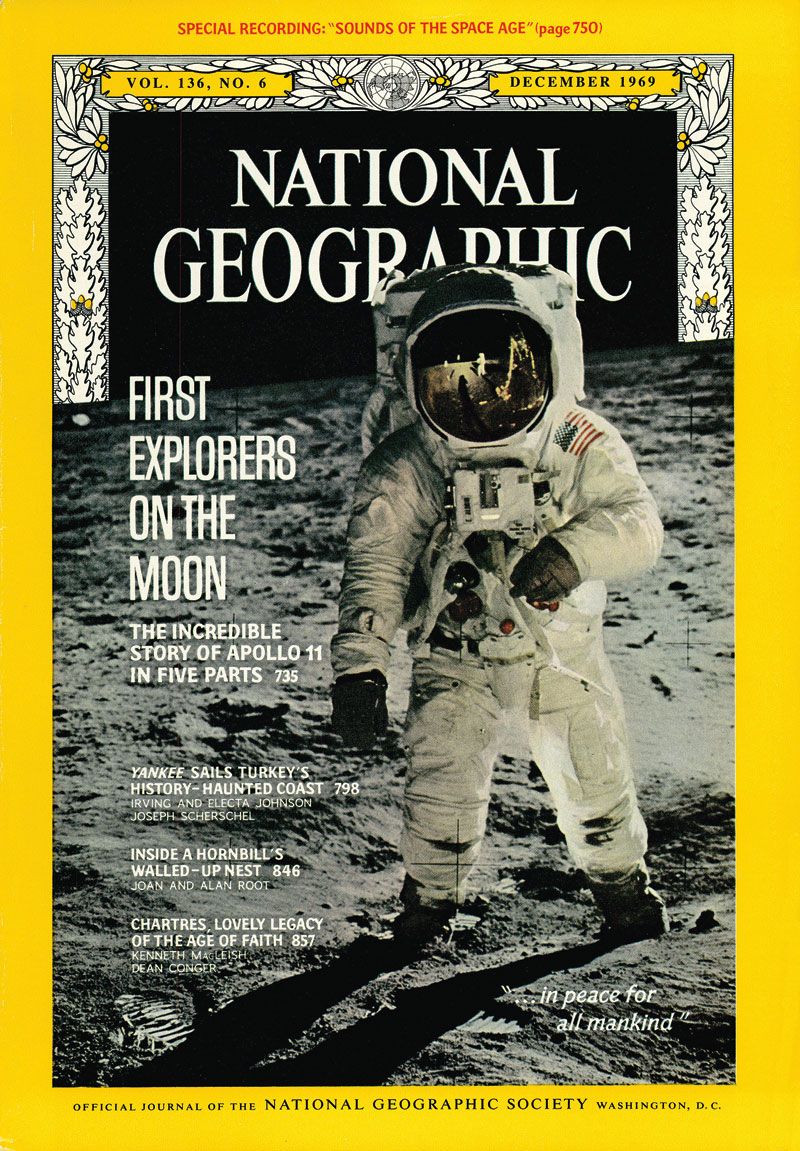 SPECIAL RECORDING: "SOUNDS OF THE SPACE AGE" (page 750)
VOL. 136, NO. 6
DECEMBER 1969
NATIONAL
GEOGRAPHIC
FIRST
EXPLORERS
ON THE
MOON
THE INCREDIBLE
STORY OF APOLLO 11
IN FIVE PARTS 735
YANKEE SAILS TURKEY'S
HISTORY-HAUNTED COAST 798
IRVING AND ELECTA JOHNSON
JOSEPH SCHERSCHEL
INSIDE A HORNBILL'S
WALLED-UP NEST 846
JOAN AND ALAN ROOT
CHARTRES, LOVELY LEGACY
OF THE AGE OF FAITH 857
KENNETH MACLEISH
DEAN CONGER
"...in peace for
all mankind"
OFFICIAL JOURNAL OF THE NATIONAL GEOGRAPHIC SOCIETY WASHINGTON, D.C.